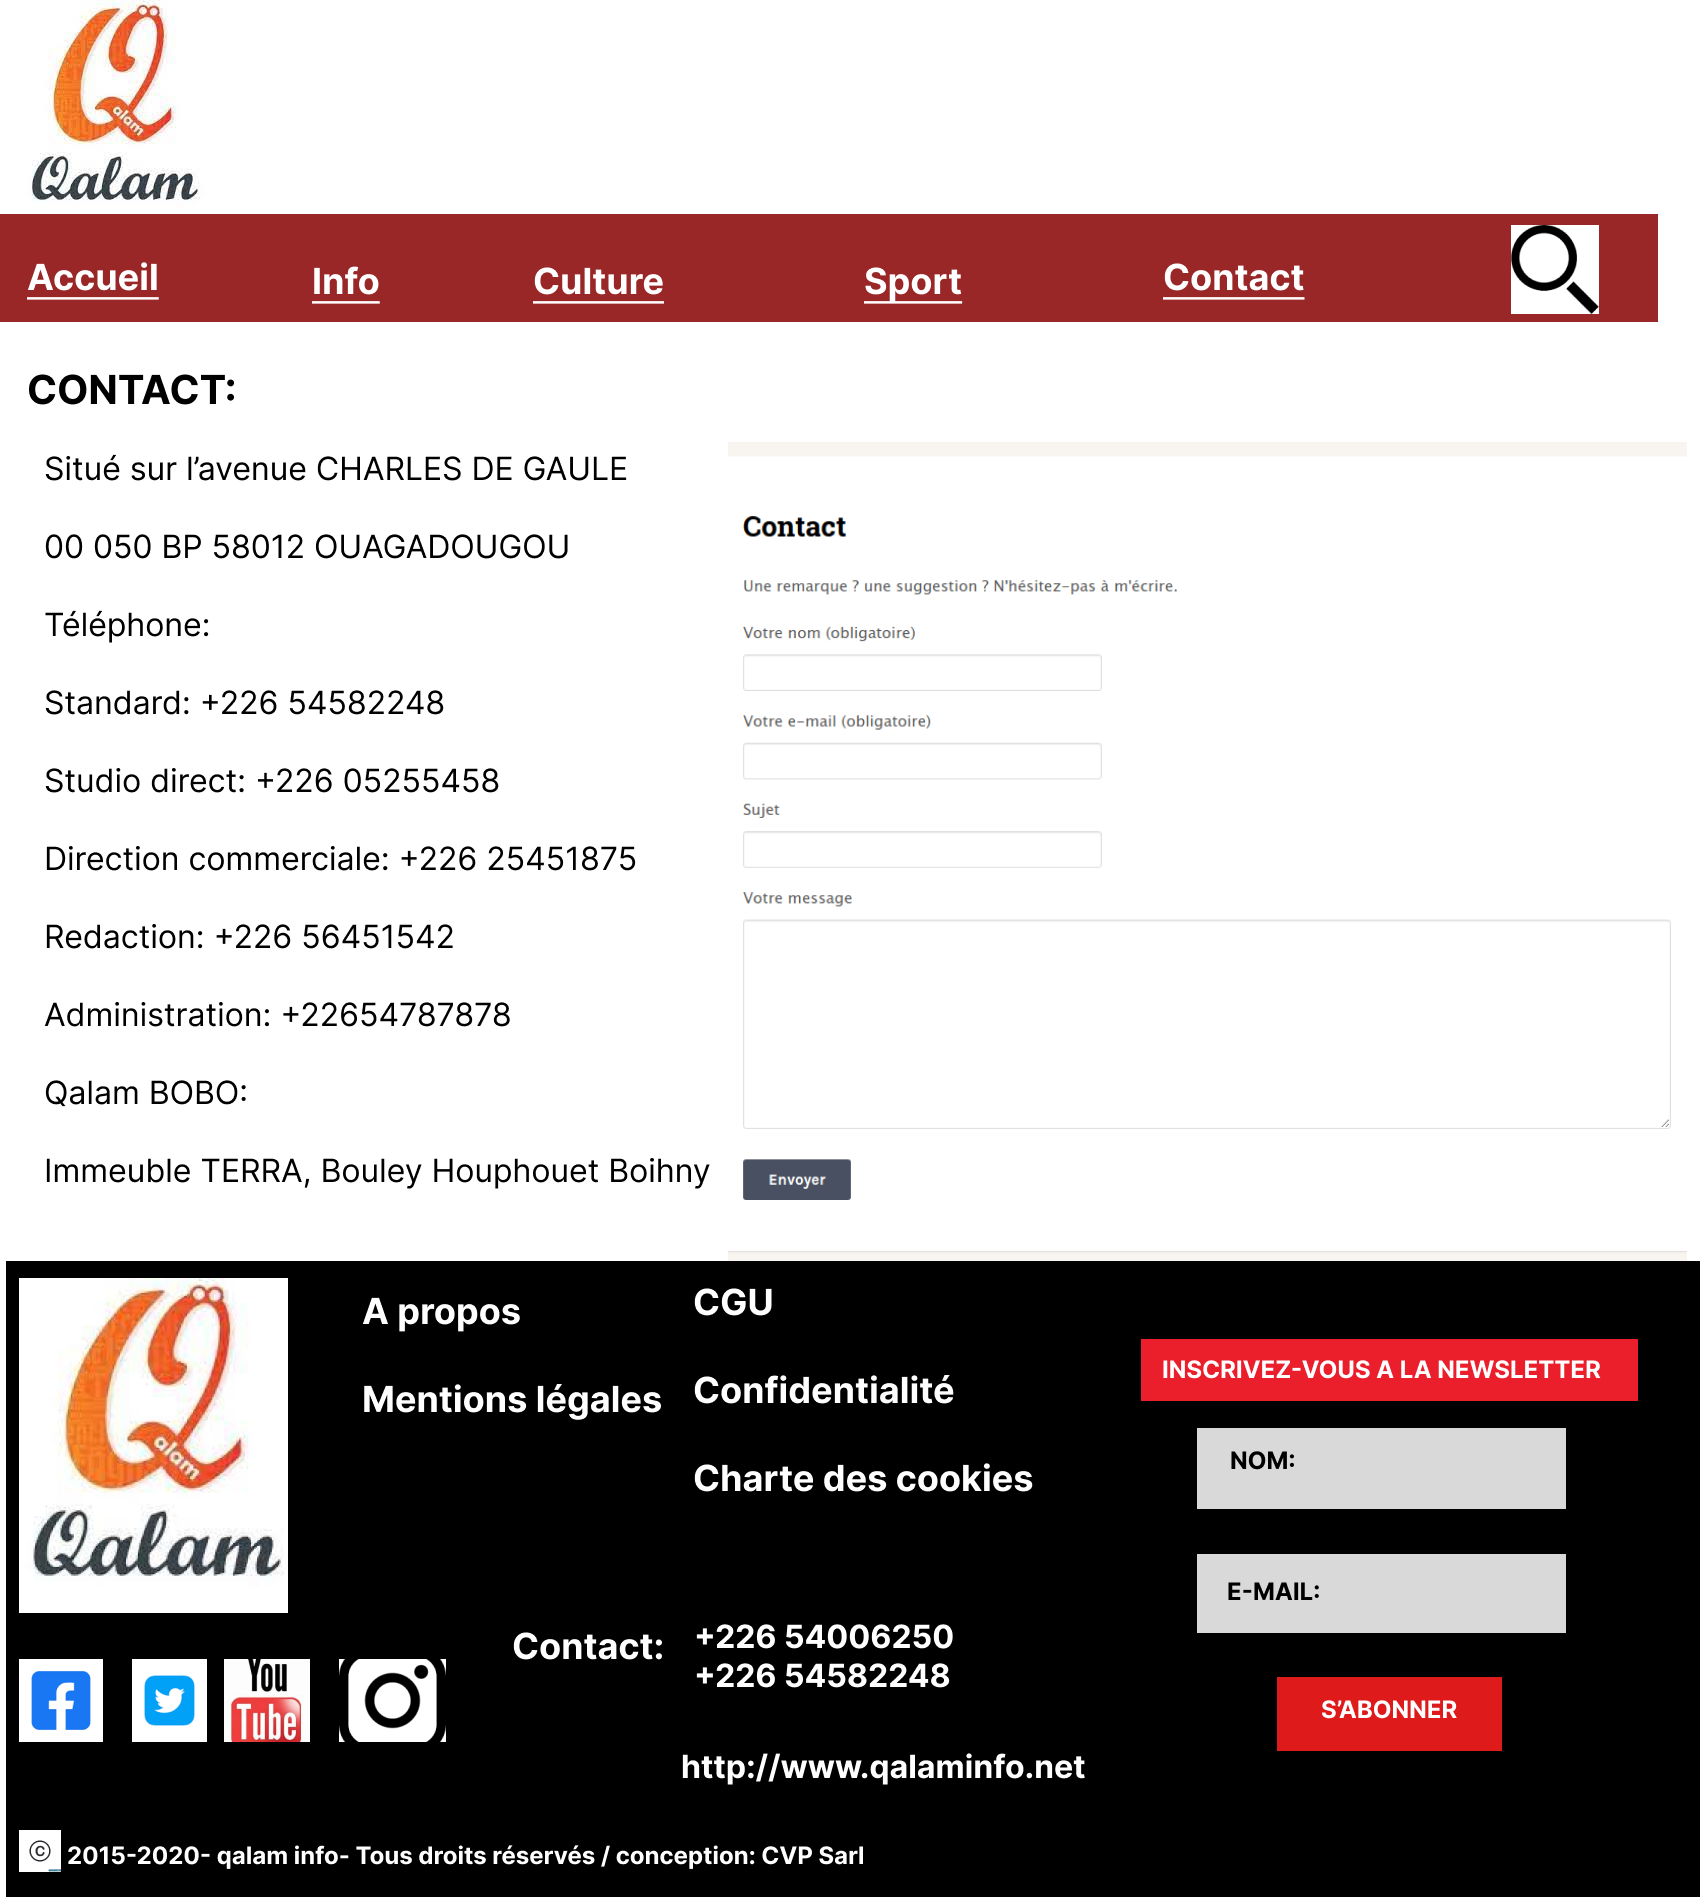 alam
Qalam
Accueil
Info
Culture
Sport
Contact
CONTACT:
Situé sur l’avenue CHARLES DE GAULE
00 050 BP 58012 OUAGADOUGOU
Téléphone:
Standard: +226 54582248
Studio direct: +226 05255458
Direction commerciale: +226 25451875
Redaction: +226 56451542
Administration: +22654787878
Qalam BOBO:
Immeuble TERRA, Bouley Houphouet Boihny
Contact
Une remarque ? une suggestion ? N'hésitez-pas à m'écrire.
Votre nom (obligatoire)
Votre e-mail (obligatoire)
Sujet
Votre message
Envoyer
alam
Qalam
A propos
Mentions légales
CGU
Confidentialité
Charte des cookies
Contact:
+226 54006250
+226 54582248
http://www.qalaminfo.net
INSCRIVEZ-VOUS A LA NEWSLETTER
NOM:
E-MAIL:
S’ABONNER
You
Tube
© 2015-2020- qalam info- Tous droits réservés / conception: CVP Sarl